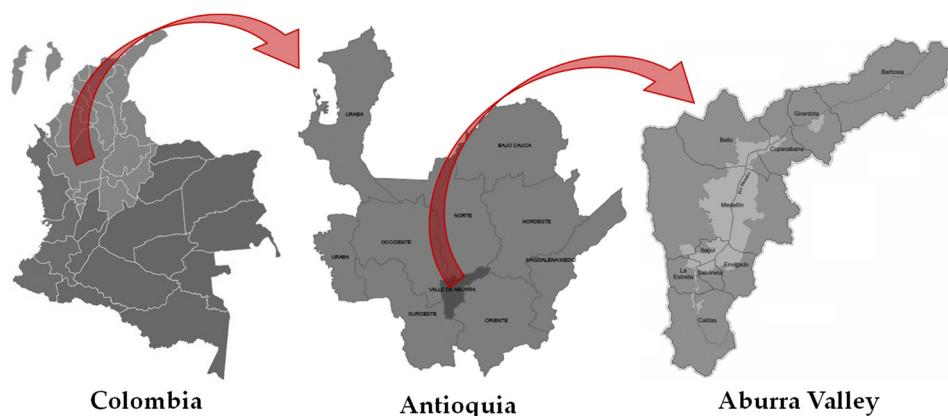 URABA
BAJO CAUCA
NORTE
NORDESTE
OCCIDENTE
URABA
MAGDALENA MEDIO
VALLE DE ABURRA
SUROESTE
ORIENTE
Barbosa
Girardota
Bello
Copacabana
Medellín
Itagüí
Envigado
La
Estrella
Sabaneta
Caldas
Colombia
Antioquia
Aburra Valley